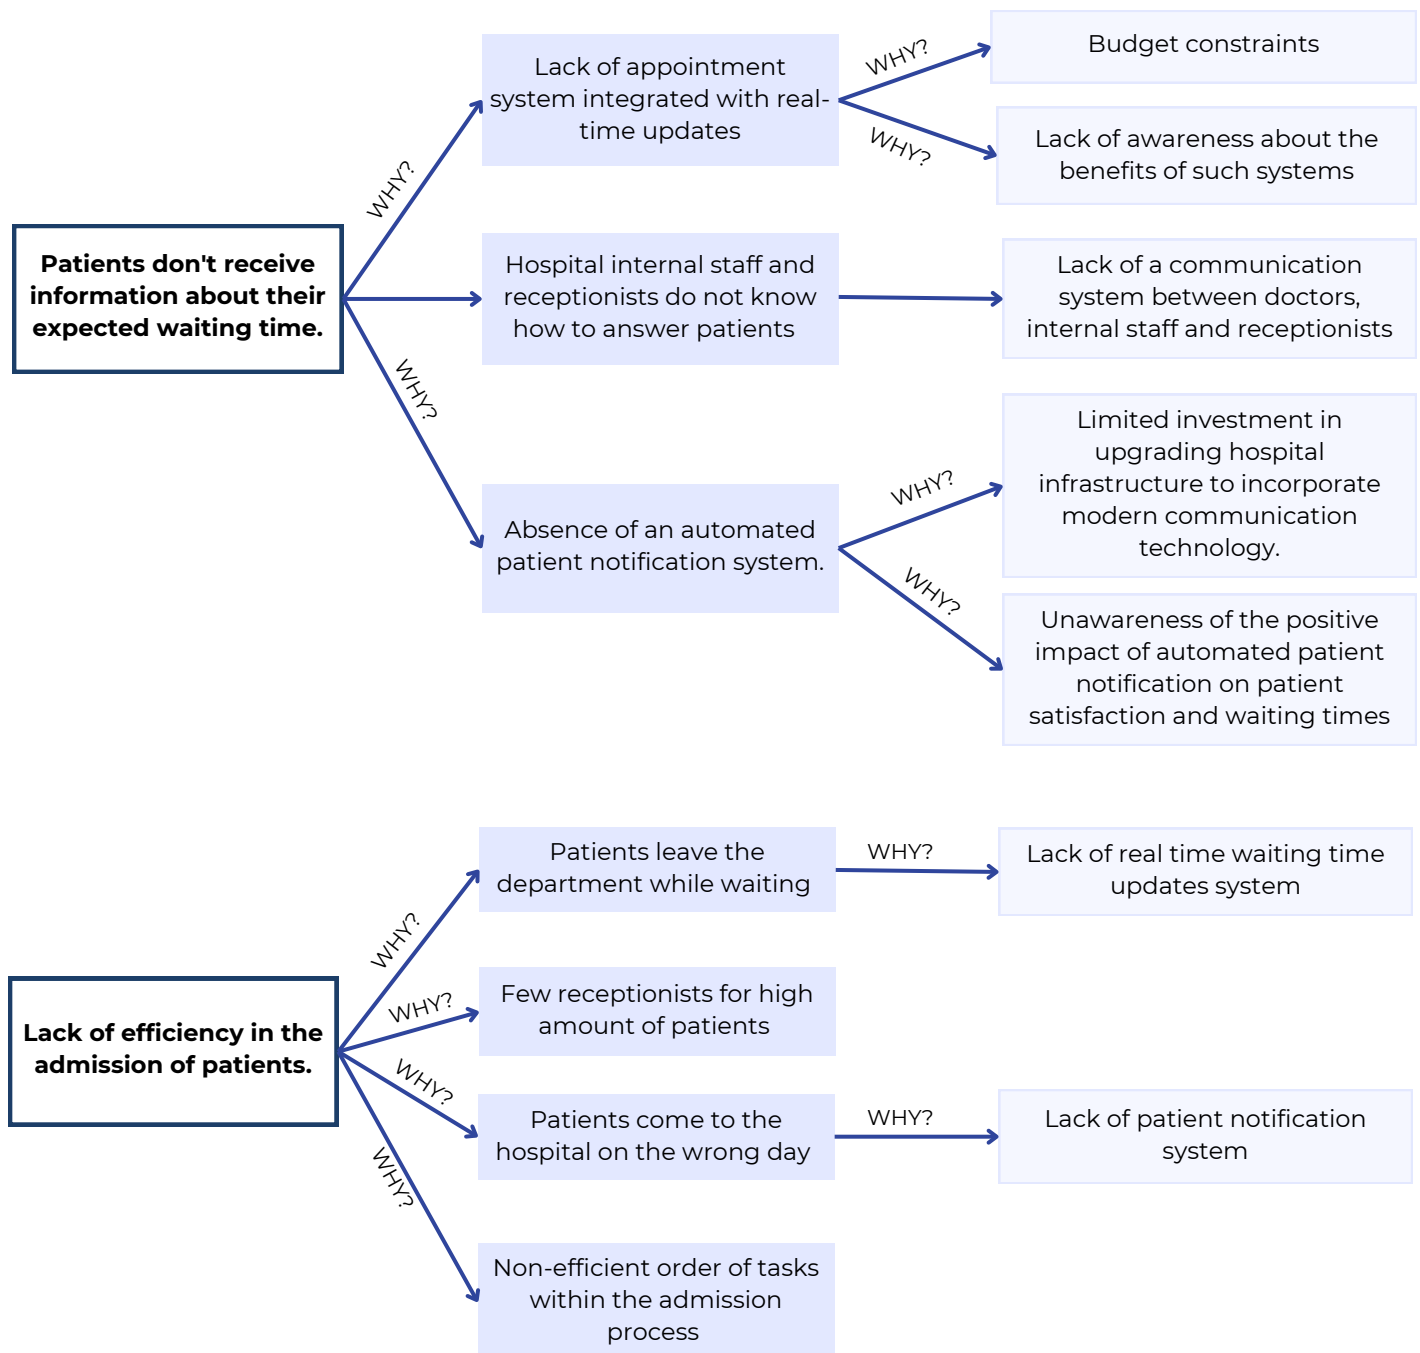 Budget constraints
WHY?
Lack of appointment
system integrated with real-
time updates
WHY?
Lack of awareness about the
benefits of such systems
WHY?
Patients don't receive
information about their
expected waiting time.
Hospital internal staff and
receptionists do not know
how to answer patients
Lack of a communication
system between doctors,
internal staff and receptionists
WHY?
Absence of an automated
patient notification system.
WHY?
Limited investment in
upgrading hospital
infrastructure to incorporate
modern communication
technology.
WHY?
Unawareness of the positive
impact of automated patient
notification on patient
satisfaction and waiting times
Lack of efficiency in the
admission of patients.
WHY?
Patients leave the
department while waiting
WHY?
Lack of real time waiting time
updates system
WHY?
Few receptionists for high
amount of patients
WHY?
Patients come to the
hospital on the wrong day
WHY?
Lack of patient notification
system
WHY?
Non-efficient order of tasks
within the admission
process